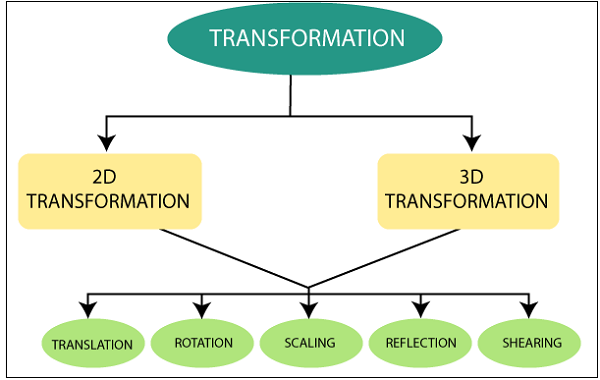 TRANSFORMATION
2D
TRANSFORMATION
3D
TRANSFORMATION
TRANSLATION
ROTATION
SCALING
REFLECTION
SHEARING